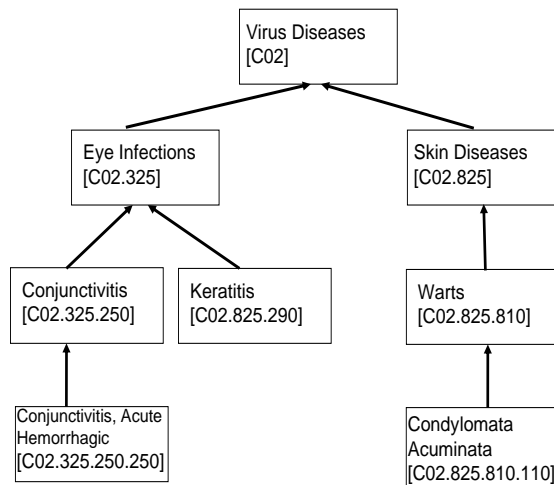 Virus Diseases
[C02]
Eye Infections
[C02.325]
Skin Diseases
[C02.825]
Conjunctivitis
[C02.325.250]
Keratitis
[C02.825.290]
Warts
[C02.825.810]
Conjunctivitis, Acute
Hemorrhagic
[C02.325.250.250]
Condylomata
Acuminata
[C02.825.810.110]